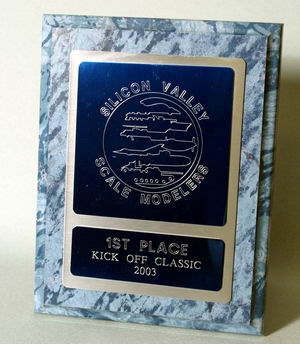 SILICON VALLEY
SCALE MODELERS
1ST PLACE
KICK OFF CLASSIC
2003